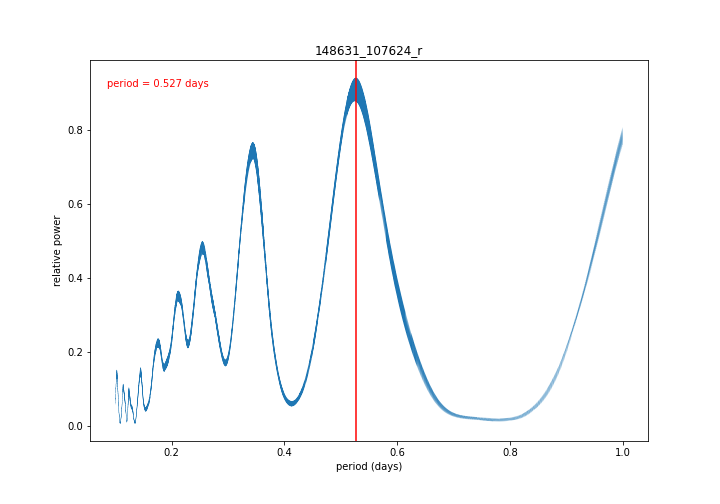 148631_107624_r
period = 0.527 days
relative power
0.8
0.6
0.4
0.2
0.0
0.2 0.4 0.6 0.8 1.0
period (days)